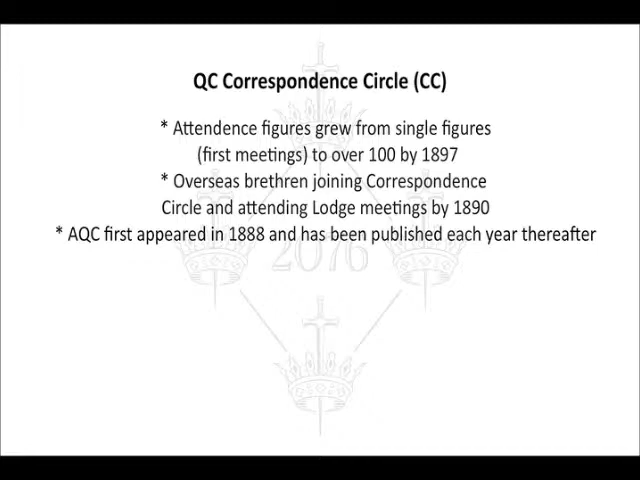 QC Correspondence Circle (CC)
* Attendence figures grew from single figures
(first meetings) to over 100 by 1897
* Overseas brethren joining Correspondence
Circle and attending Lodge meetings by 1890
* AQC first appeared in 1888 and has been published each year thereafter
2076